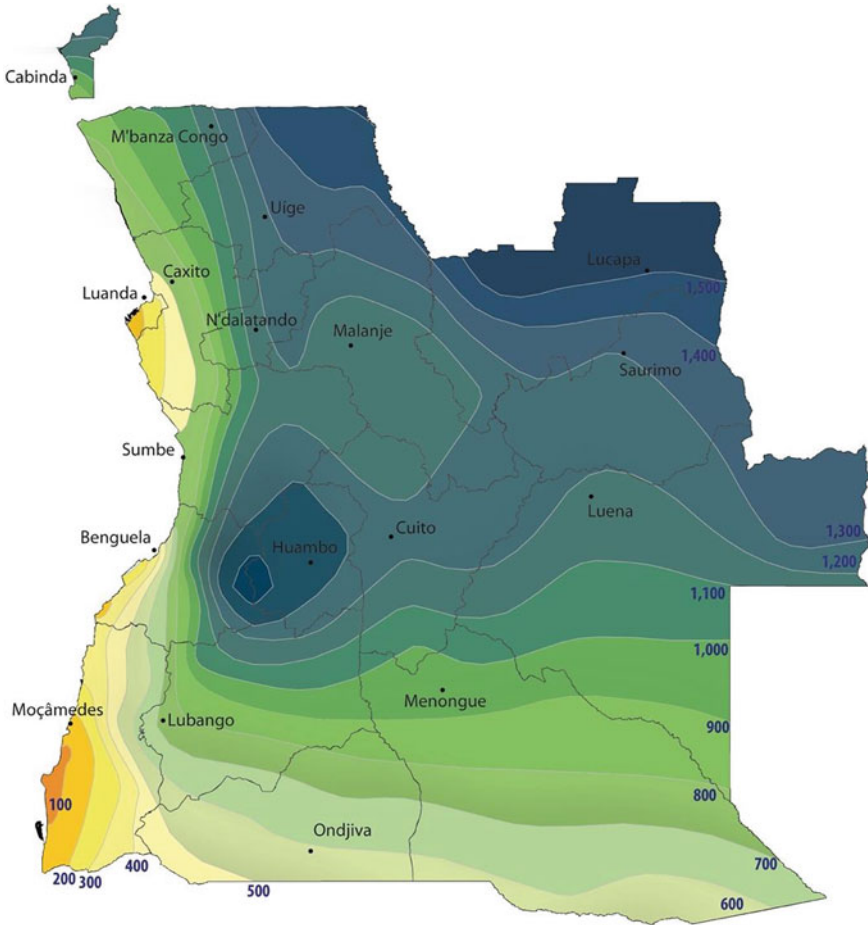 Cabinda
M'banza Congo
Uige
Lucapa
Caxito
1,500
Luanda
N'dalatando
Malanje
1,400
Saurimo
Sumbe
Luena
Cuito
1,300
Benguela
Huambo
1,200
1,100
1,000
Menongue
Moçâmedes
Lubango
900
800
100
Ondjiva
700
400
200
300
500
600